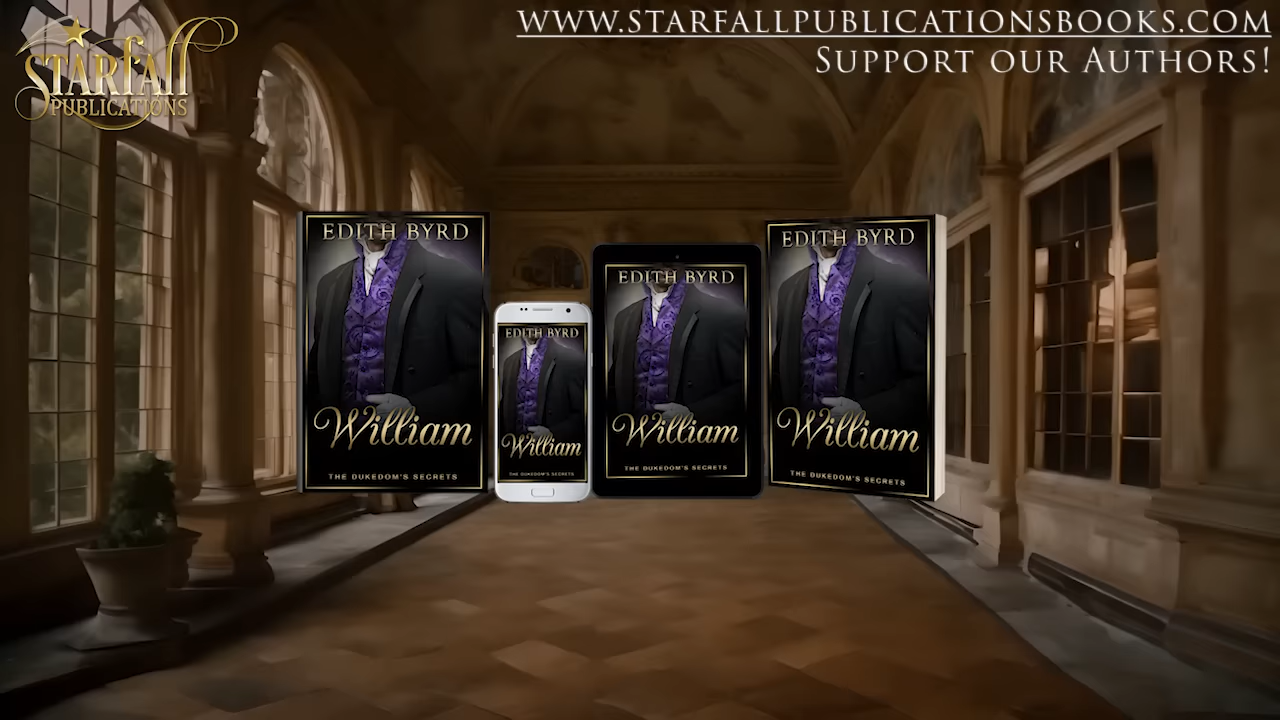 Starfall
PUBLICATIONS
WWW.STARFALLPUBLICATIONSBOOKS.COM
SUPPORT OUR AUTHORS!
EDITH BYRD
William
THE DUKEDOM'S SECRETS
EDITH BYRD
William
THE DUKEDOM'S SECRETS
EDITH BYRD
William
THE DUKEDOM'S SECRETS
EDITH BYRD
William
THE DUKEDOM'S SECRETS